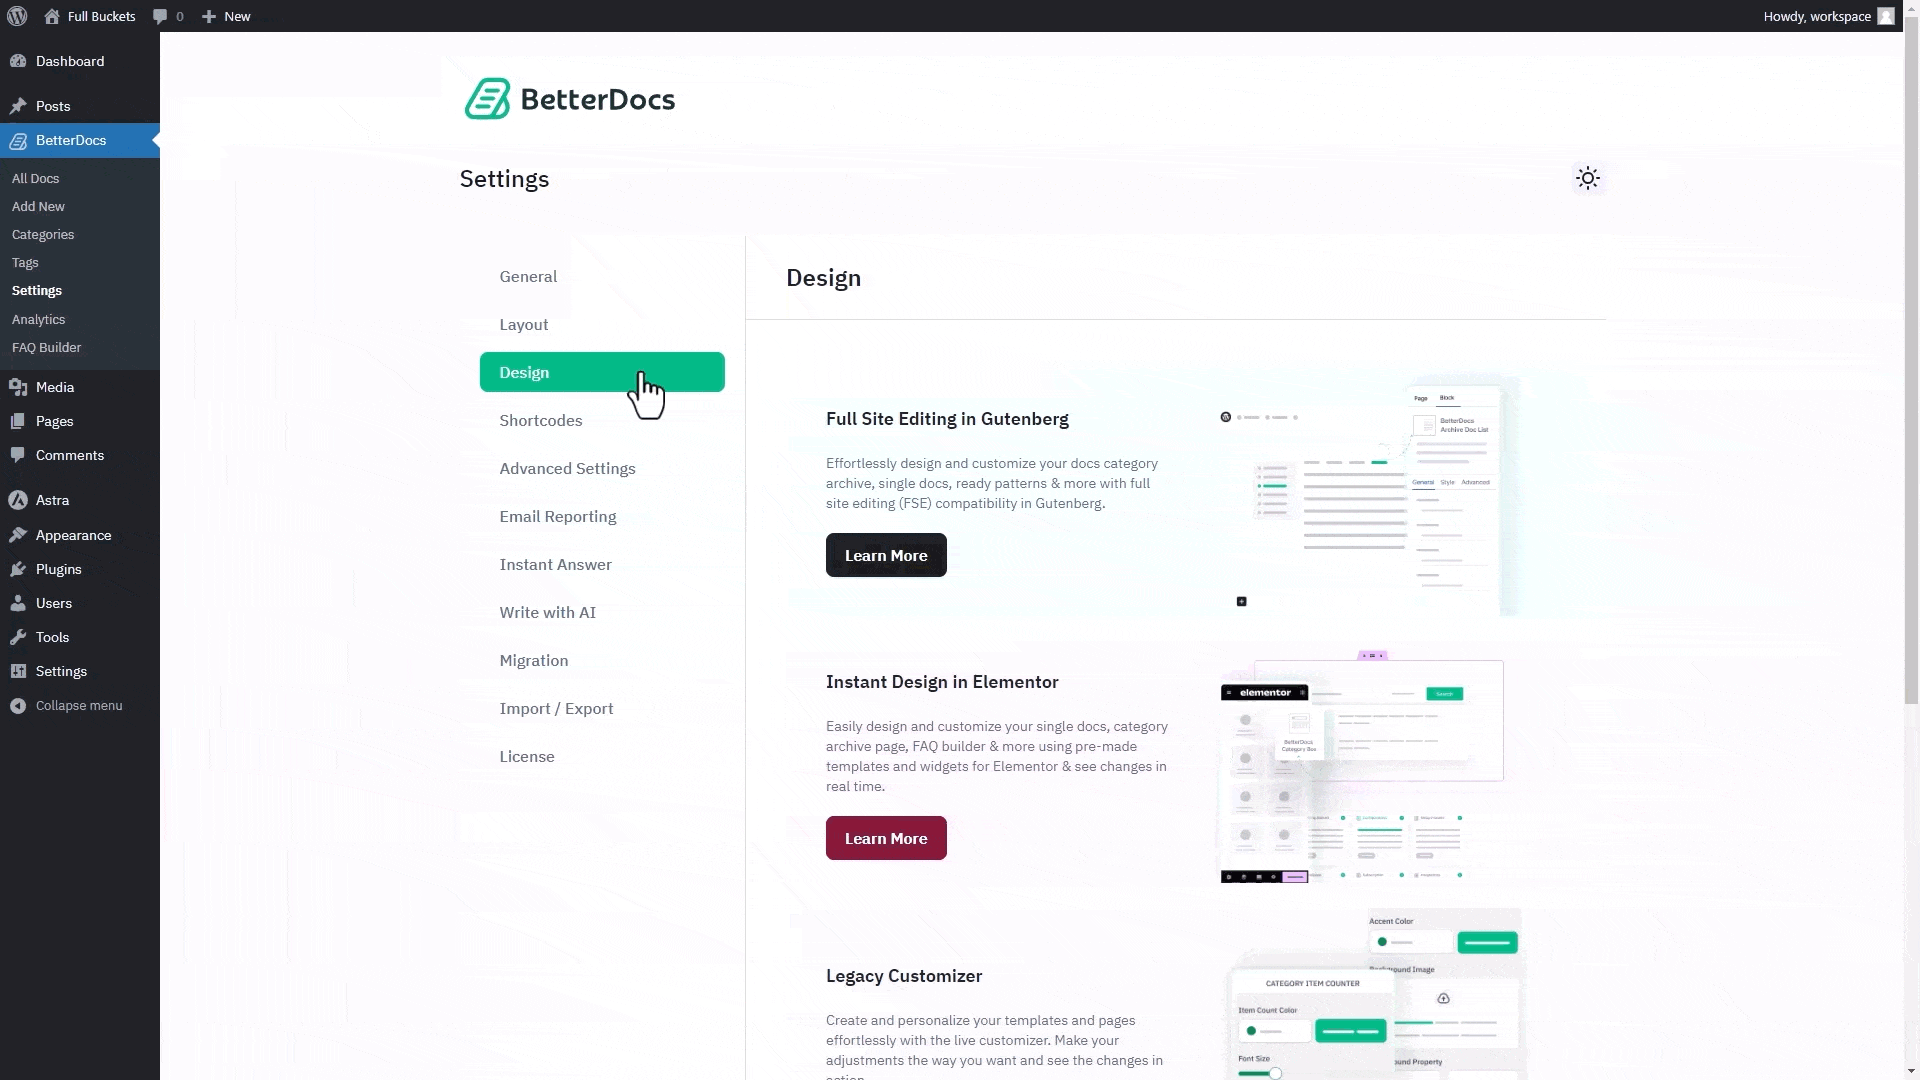 Full Buckets
0
New
Howdy, workspace
Dashboard
Posts
BetterDocs
All Docs
Add New
Categories
Tags
Settings
Analytics
FAQ Builder
Media
Pages
Comments
Astra
Appearance
Plugins
Users
Tools
Settings
Collapse menu
BetterDocs
Settings
General
Layout
Design
Shortcodes
Advanced Settings
Email Reporting
Instant Answer
Write with AI
Migration
Import / Export
License
Design
Full Site Editing in Gutenberg
Effortlessly design and customize your docs category
archive, single docs, ready patterns & more with full
site editing (FSE) compatibility in Gutenberg.
Learn More
Page Block
BetterDocs
Archive Doc List
General Style Advanced
Instant Design in Elementor
Easily design and customize your single docs, category
archive page, FAQ builder & more using pre-made
templates and widgets for Elementor & see changes in
real time.
Learn More
elementor
Search
BetterDocs
Category Box
Legacy Customizer
Create and personalize your templates and pages
effortlessly with the live customizer. Make your
adjustments the way you want and see the changes in
Accent Color
Background Image
CATEGORY ITEM COUNTER
Item Count Color
Font Size
ound Property